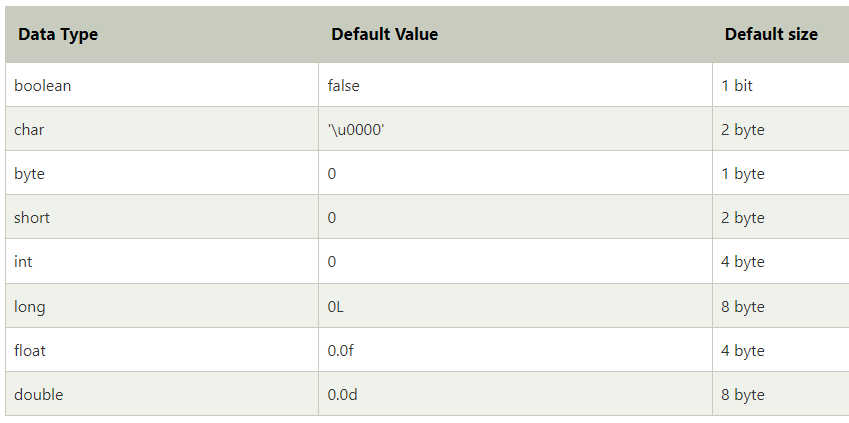 Data Type Default Value Default size
boolean false 1 bit
char '\u0000' 2 byte
byte 0 1 byte
short 0 2 byte
int 0 4 byte
long 0L 8 byte
float 0.0f 4 byte
double 0.0d 8 byte